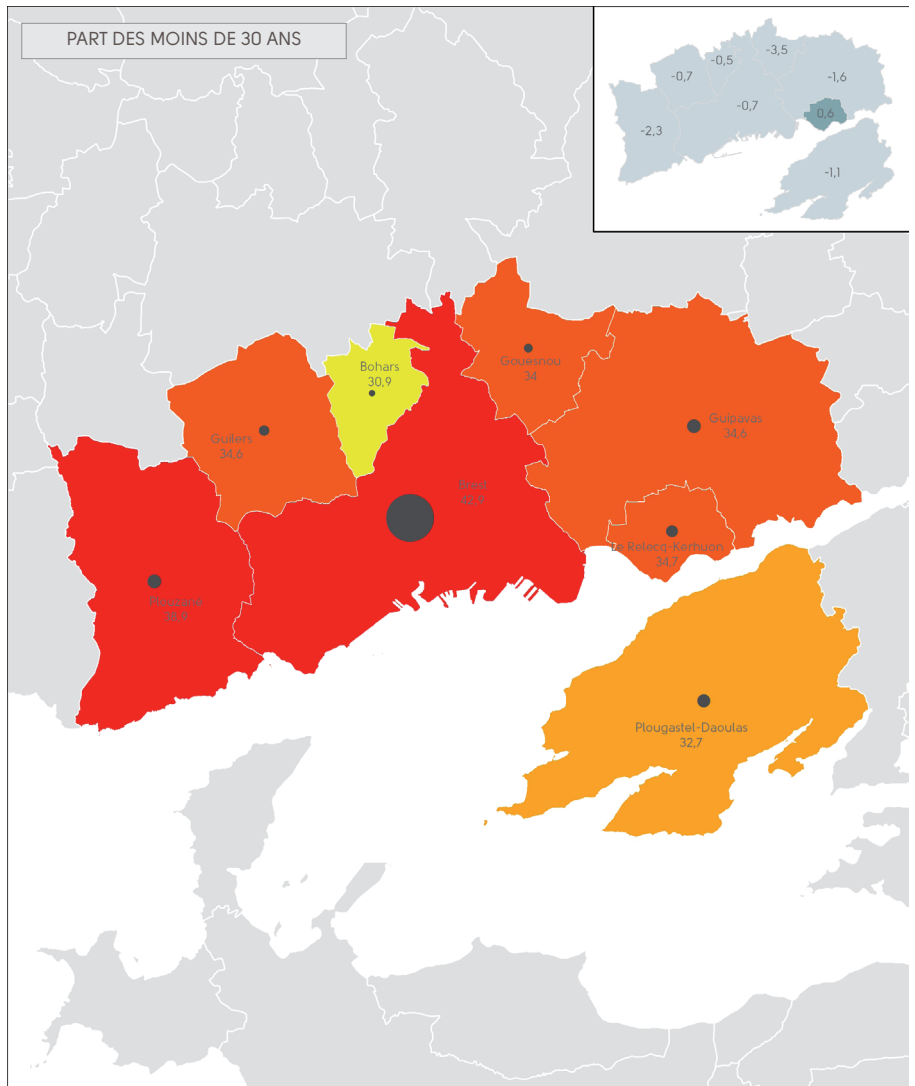 PART DES MOINS DE 30 ANS
-3,5
-0,5
-0,7
-1,6
-0,7
0,6
-2,3
-1,1
Gouesnou
34
Bohars
30,9
Guipavas
34,6
Guilers
34,6
Brest
Le Relecq-Kerhuon
34,7
Plouzané
Plougastel-Daoulas
32,7